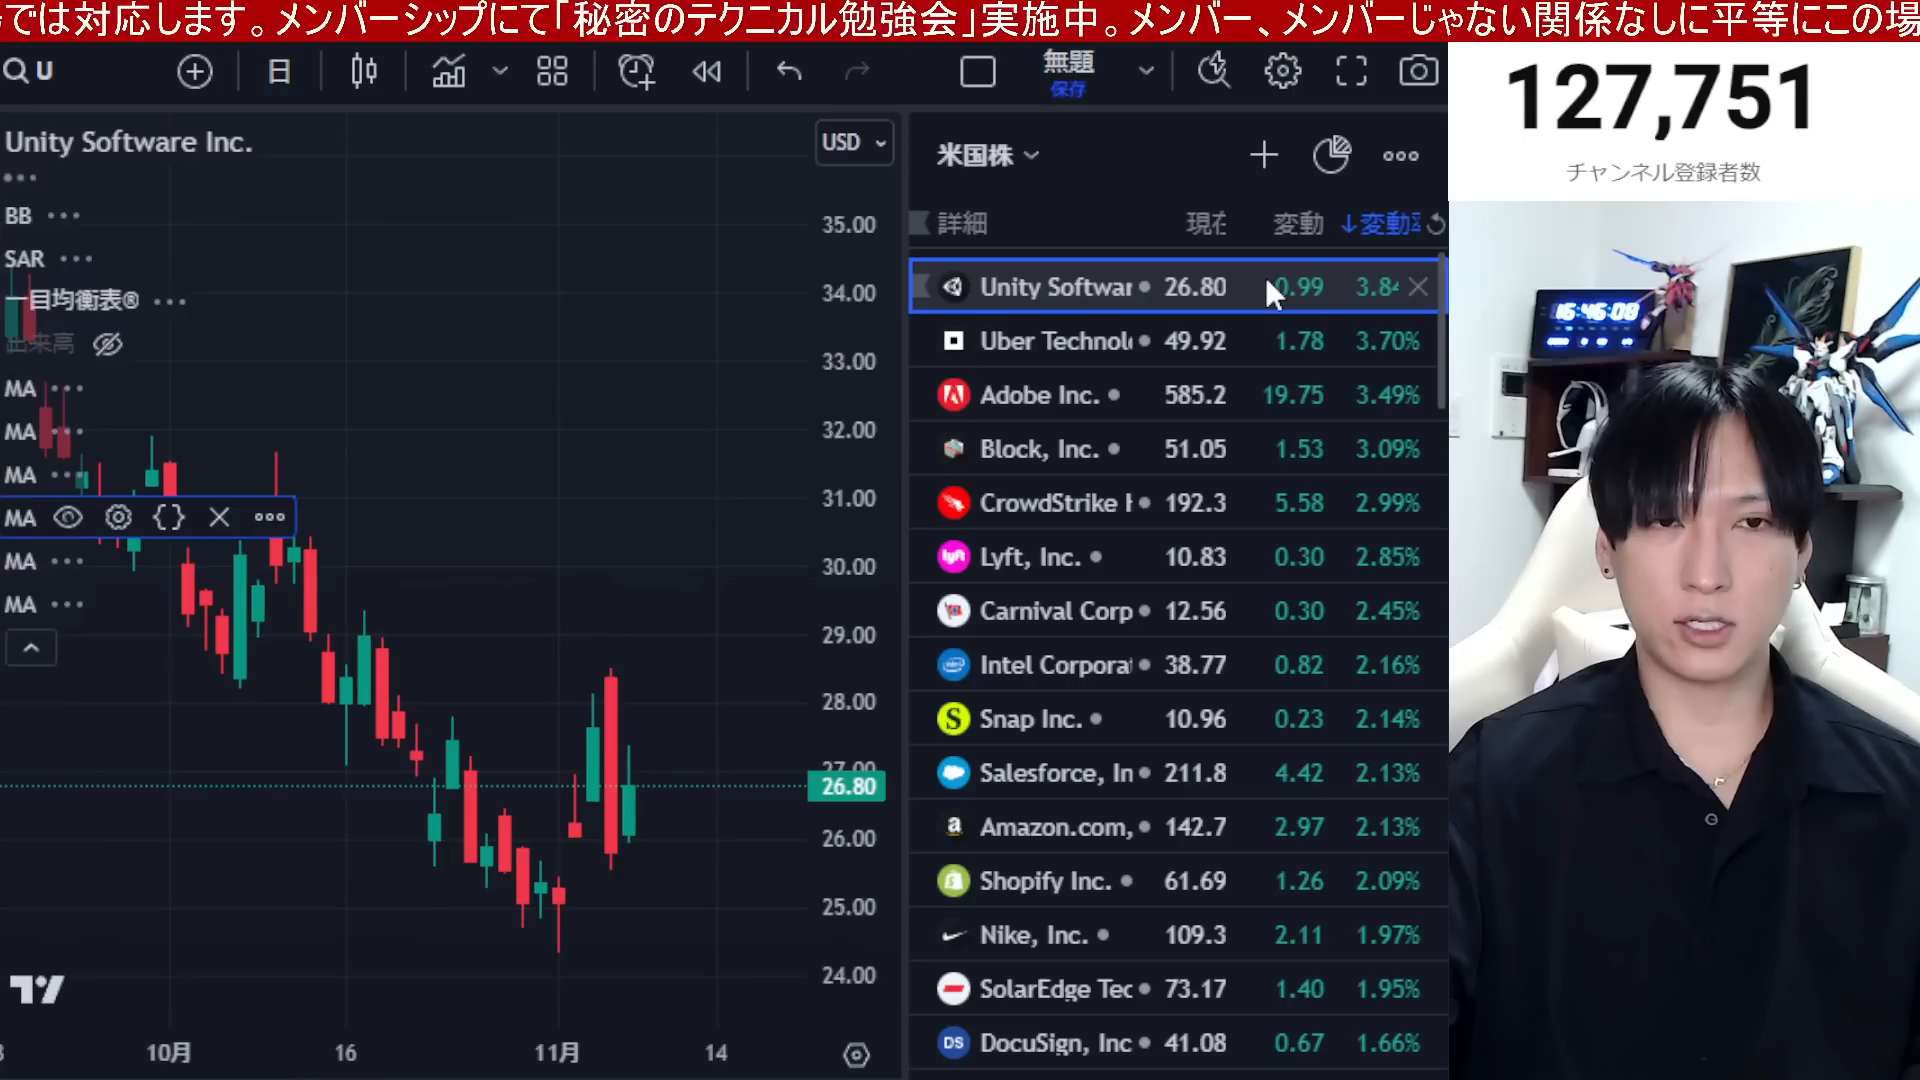 では対応します。メンバーシップにて「秘密のテクニカル勉強会」実施中。メンバー、メンバーじゃない関係なしに平等にこの場
U
日
無題
保存
127,751
チャンネル登録者数
Unity Software Inc.
USD
BB
SAR
一目均衡表®
出来高
MA
MA
MA
MA
MA
MA
35.00
34.00
33.00
32.00
31.00
30.00
29.00
28.00
27.00
26.80
26.00
25.00
24.00
10月
16
11月
14
米国株
詳細 現在 変動 ↓変動
Unity Softwar 26.80 0.99 3.84
Uber Technol 49.92 1.78 3.70%
Adobe Inc. 585.2 19.75 3.49%
Block, Inc. 51.05 1.53 3.09%
CrowdStrike H 192.3 5.58 2.99%
lyft Lyft, Inc. 10.83 0.30 2.85%
Carnival Corp 12.56 0.30 2.45%
intel Intel Corporat 38.77 0.82 2.16%
S Snap Inc. 10.96 0.23 2.14%
Salesforce, In 211.8 4.42 2.13%
a Amazon.com, 142.7 2.97 2.13%
Shopify Inc. 61.69 1.26 2.09%
Nike, Inc. 109.3 2.11 1.97%
SolarEdge Tec 73.17 1.40 1.95%
DS DocuSign, Inc 41.08 0.67 1.66%
16:46:08